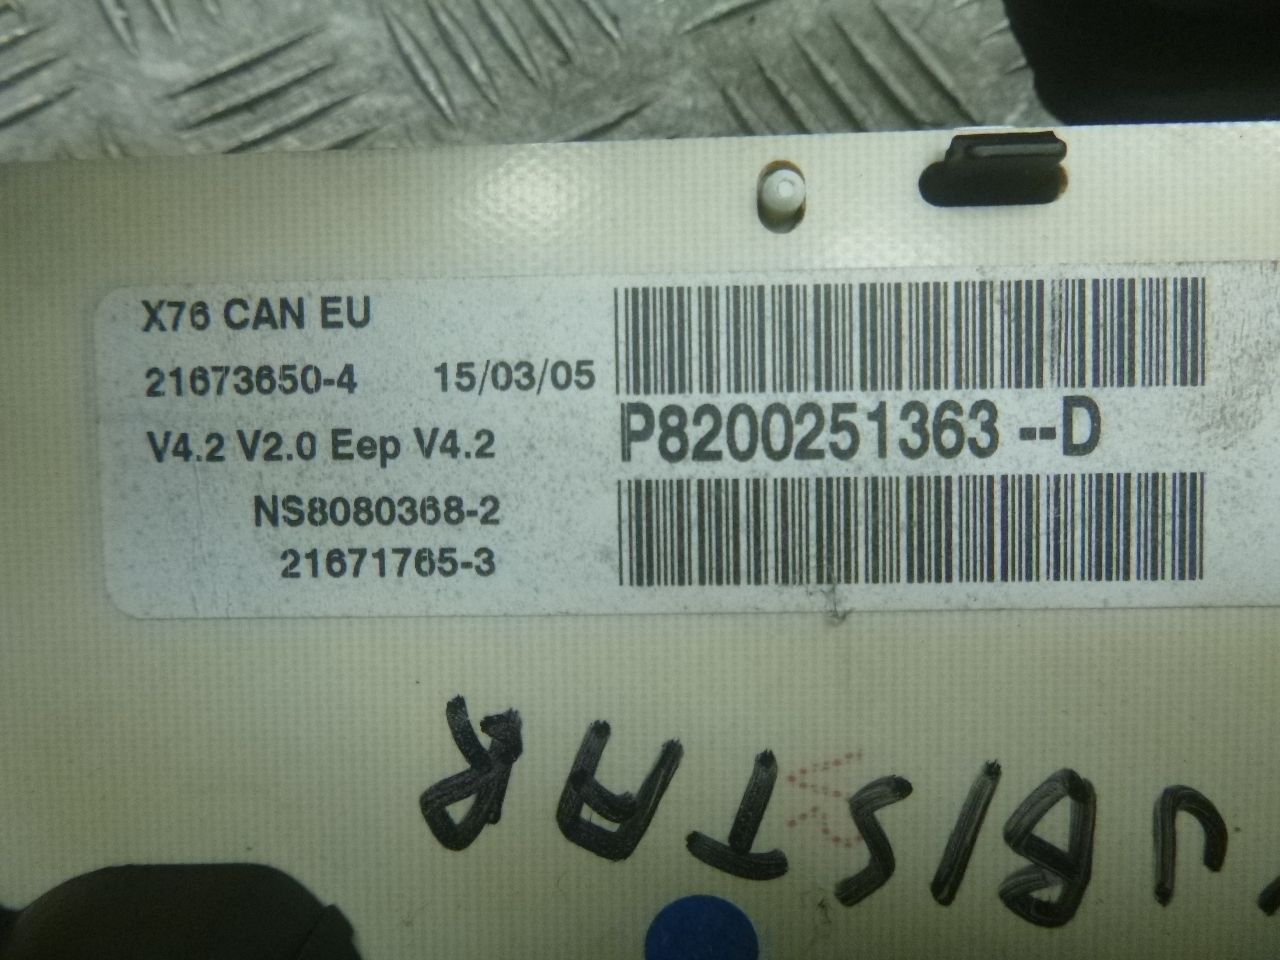 X76 CAN EU
21673650-4 15/03/05
V4.2 V2.0 Eep V4.2
NS8080368-2
21671765-3
P8200251363--D
UBISTAR